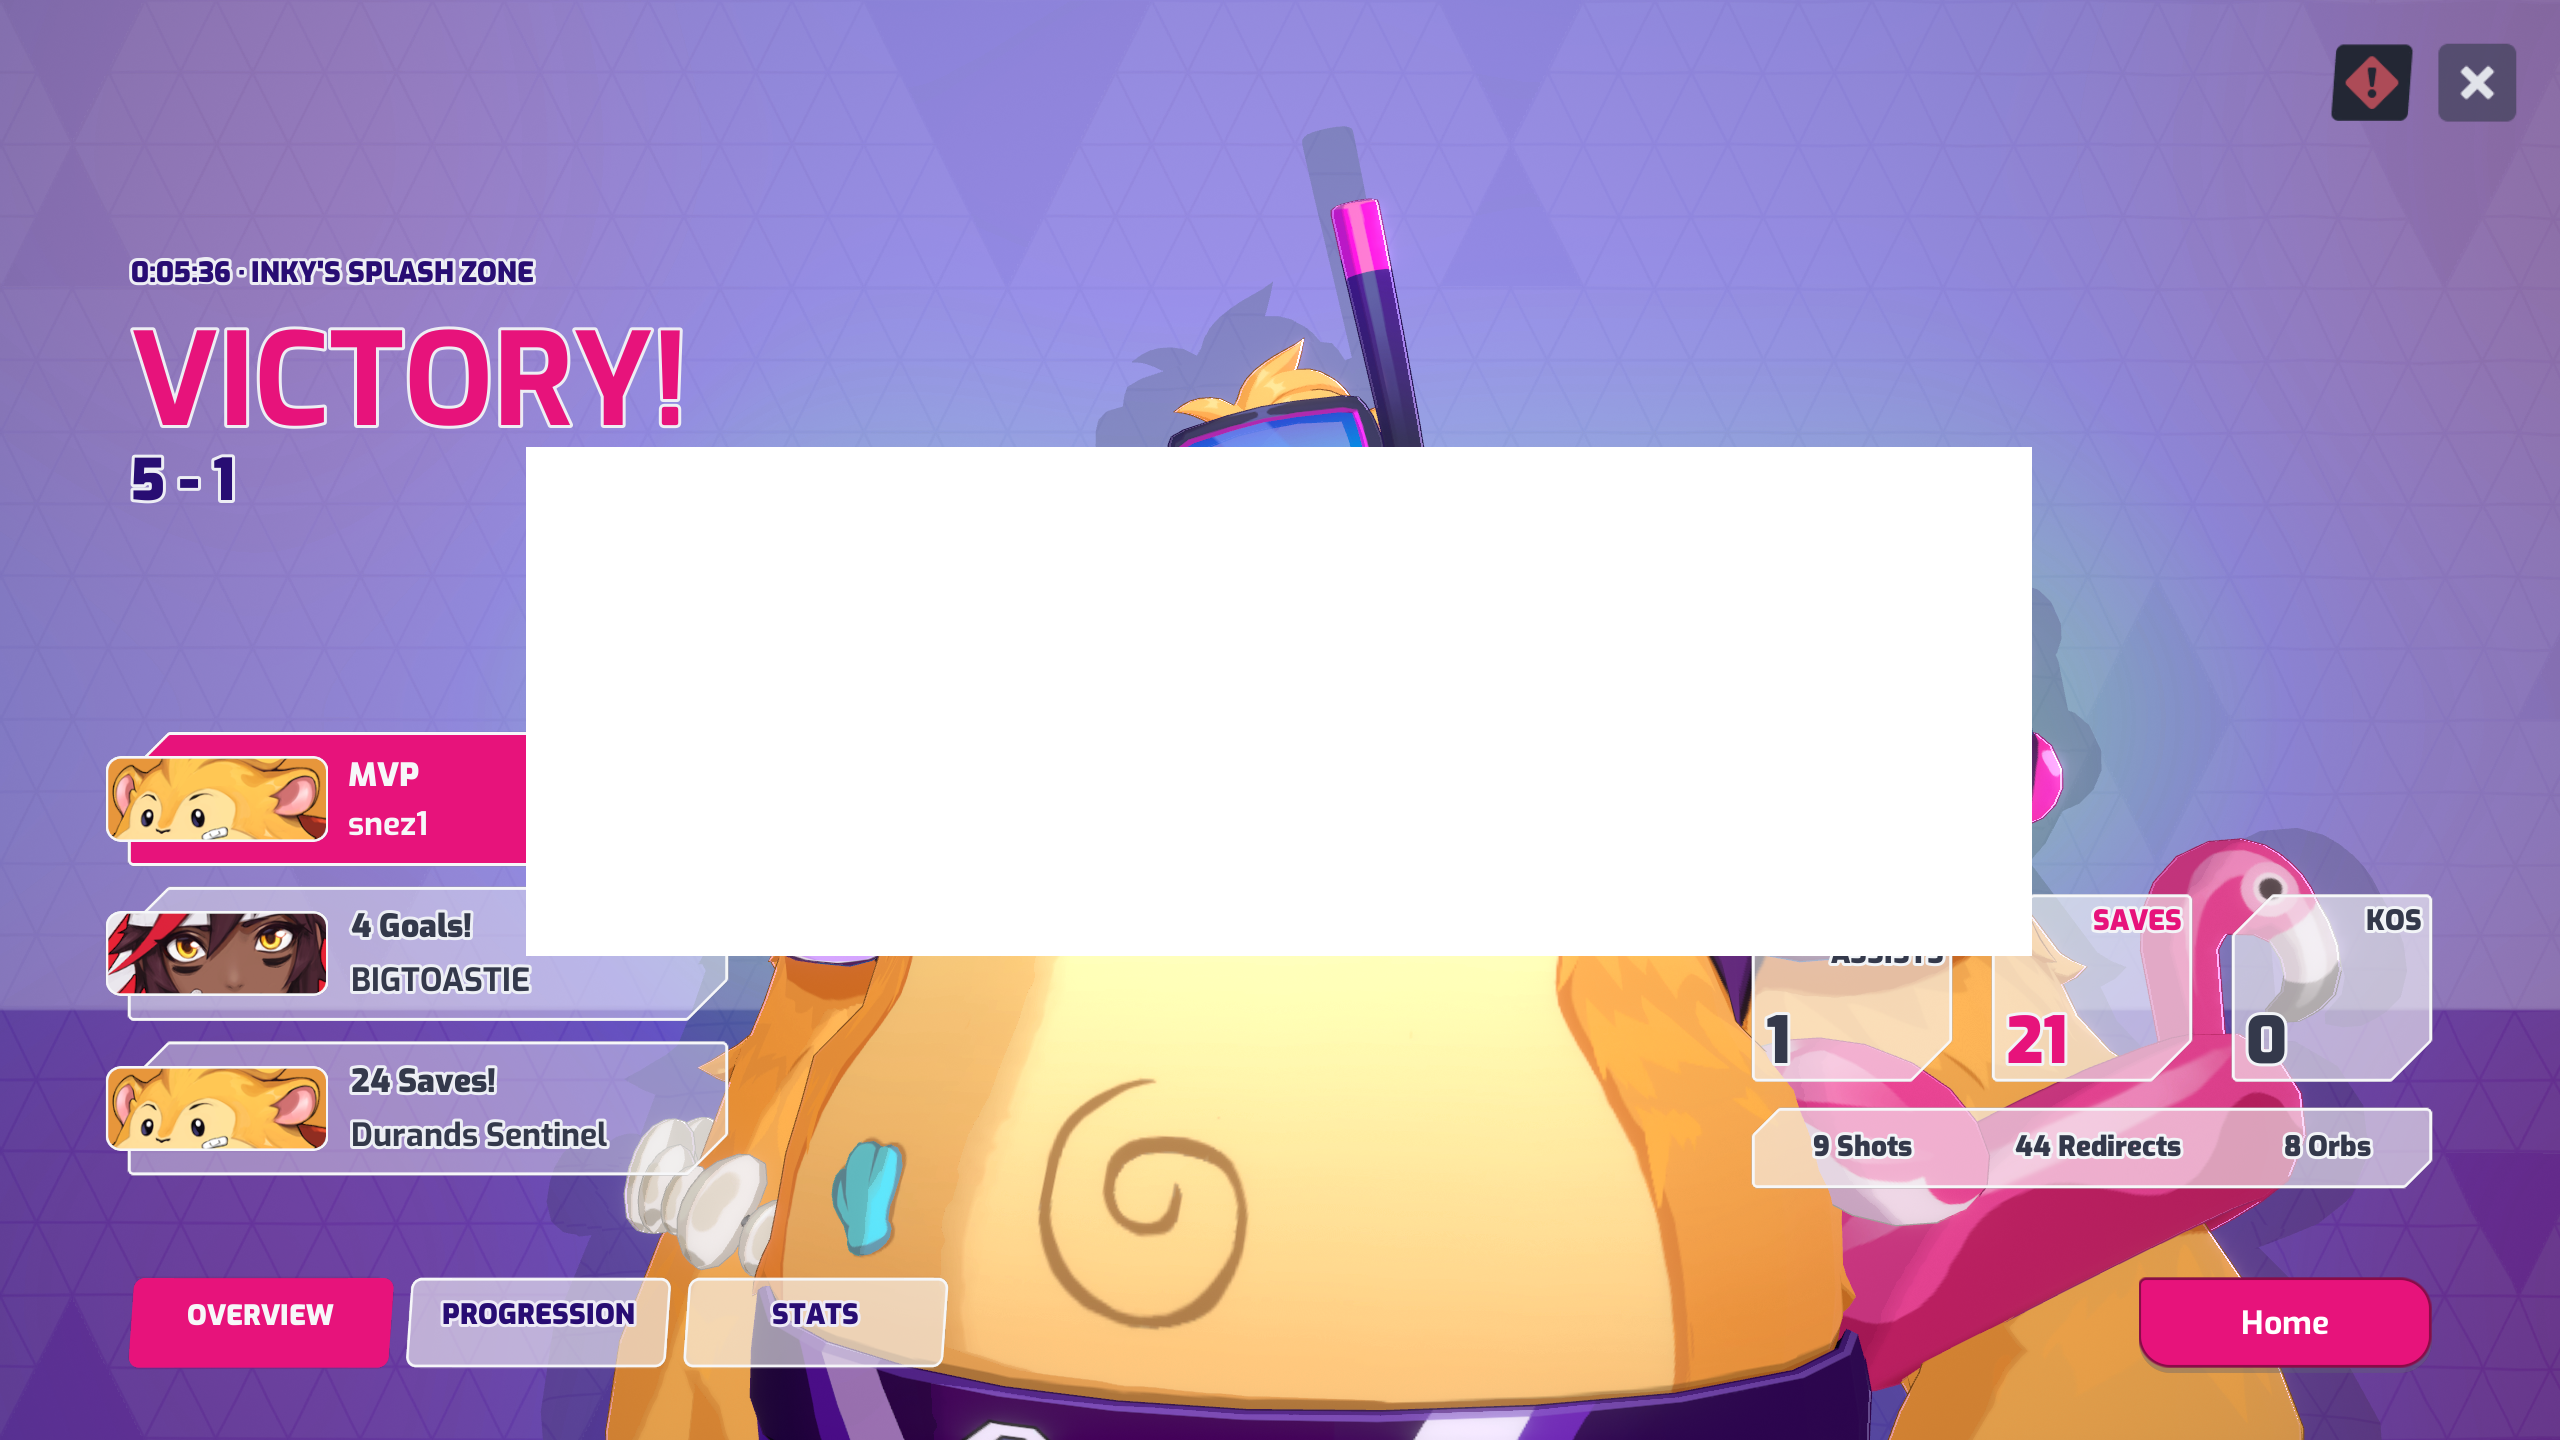 0:05:36 · INKY'S SPLASH ZONE
VICTORY!
5 - 1
MVP
snez1
4 Goals!
BIGTOASTIE
24 Saves!
Durands Sentinel
ASSISTS
1
SAVES
21
KOS
0
9 Shots
44 Redirects
8 Orbs
OVERVIEW
PROGRESSION
STATS
Home